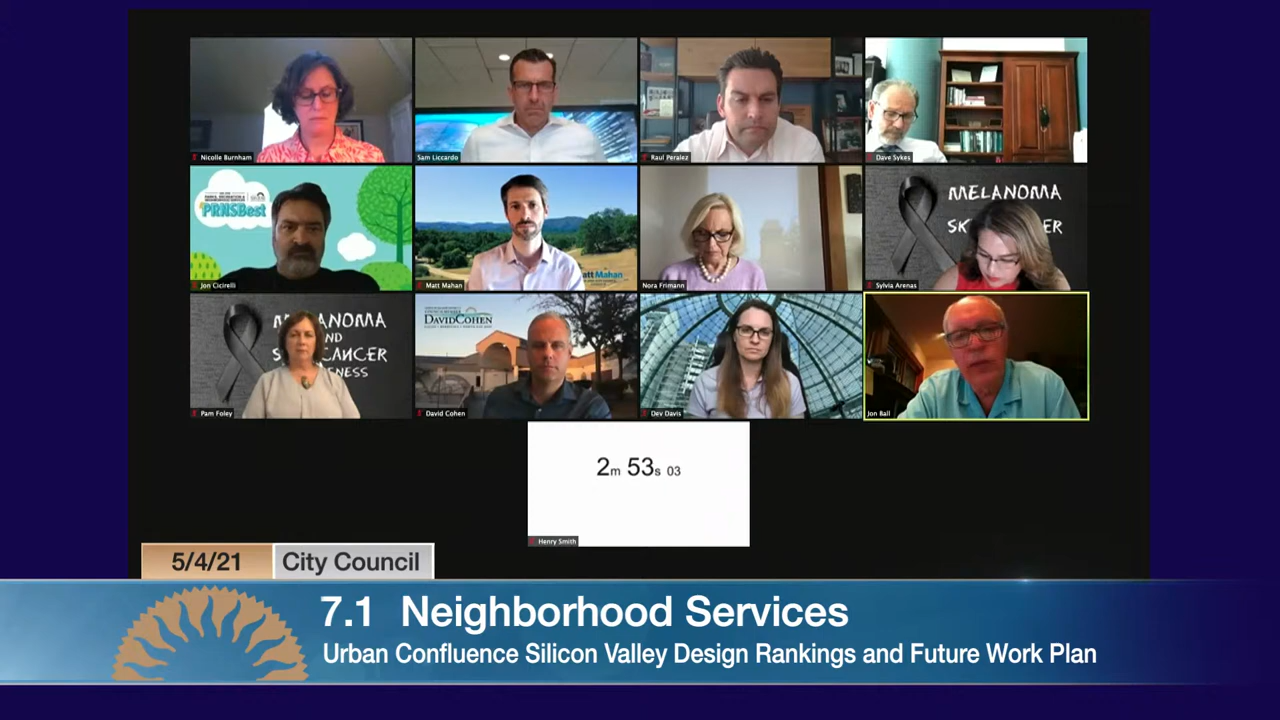 Nicolle Burnham
Sam Liccardo
Raul Peralez
Dave Sykes
PRNSBest
Jon Cicirelli
Matt Mahan
Matt Mahan
Nora Frimann
MELANOMA
Sylvia Arenas
Pam Foley
DAVID COHEN
David Cohen
Dev Davis
Jon Ball
2m 53s 03
Henry Smith
5/4/21 City Council
7.1 Neighborhood Services
Urban Confluence Silicon Valley Design Rankings and Future Work Plan